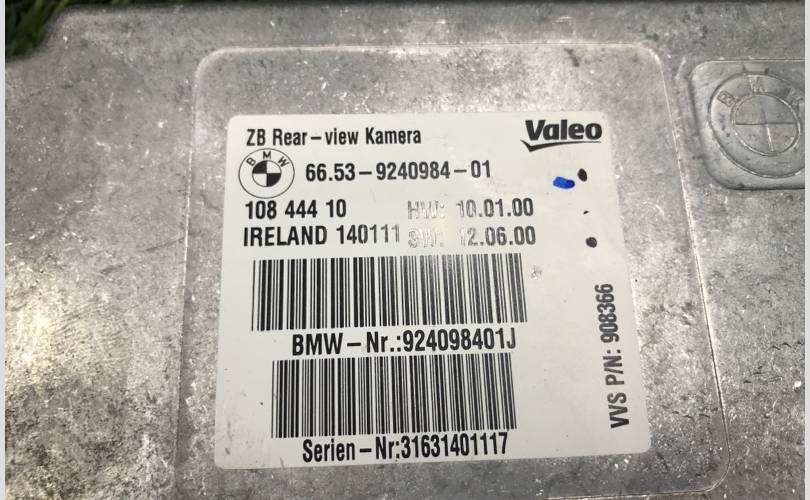 ZB Rear-view Kamera
Valeo
BMW
66.53-9240984-01
108 444 10 HW: 10.01.00
IRELAND 140111 SW: 12.06.00
BMW-Nr.:924098401J
Serien-Nr:31631401117
VVS P/N: 908366
BMW